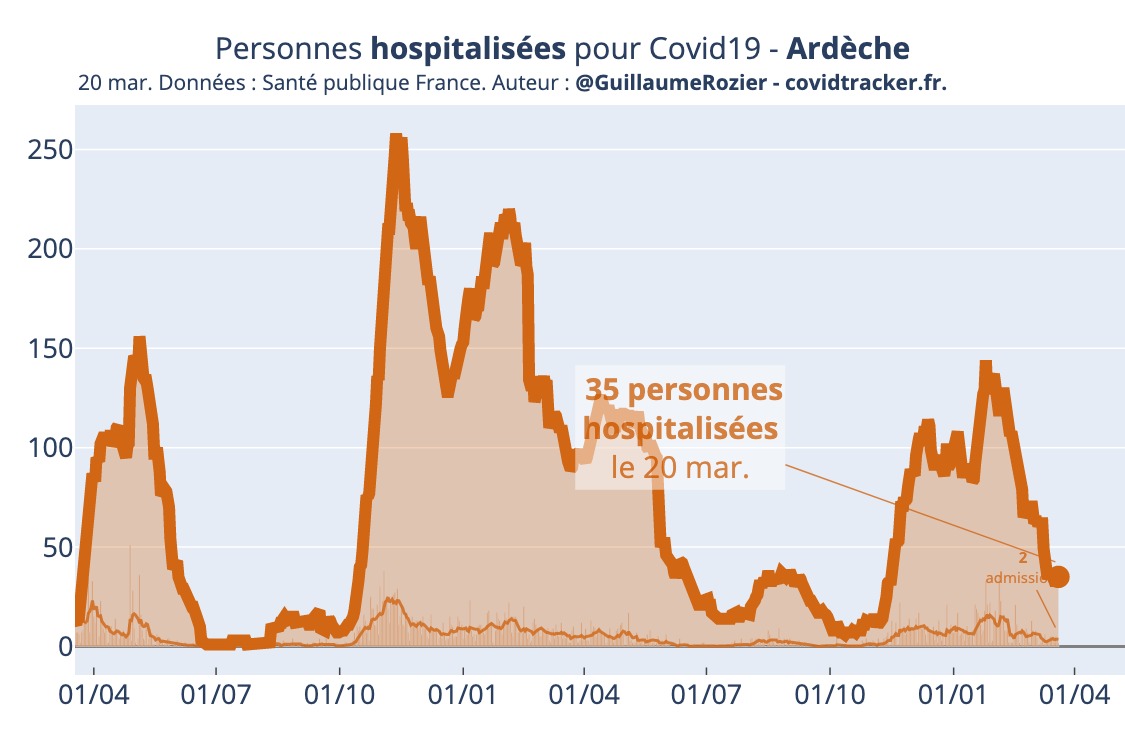 Personnes hospitalisées pour Covid19 - Ardèche
20 mar. Données : Santé publique France. Auteur : @GuillaumeRozier - covidtracker.fr.
250
200
150
100
50
0
35 personnes
hospitalisées
le 20 mar.
2
admissio
01/04 01/07 01/10 01/01 01/04 01/07 01/10 01/01 01/04